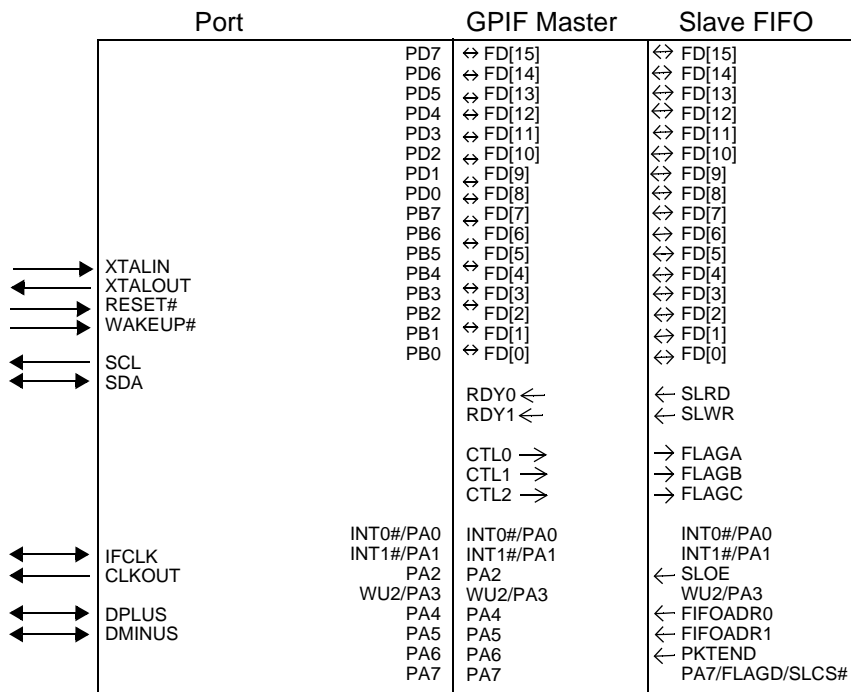 Port GPIF Master Slave FIFO
PD7 FD[15] FD[15]
PD6 FD[14] FD[14]
PD5 FD[13] FD[13]
PD4 FD[12] FD[12]
PD3 FD[11] FD[11]
PD2 FD[10] FD[10]
PD1 FD[9] FD[9]
PD0 FD[8] FD[8]
PB7 FD[7] FD[7]
PB6 FD[6] FD[6]
PB5 FD[5] FD[5]
XTALIN PB4 FD[4] FD[4]
XTALOUT PB3 FD[3] FD[3]
RESET# PB2 FD[2] FD[2]
WAKEUP# PB1 FD[1] FD[1]
SCL PB0 FD[0] FD[0]
SDA
RDY0 SLRD
RDY1 SLWR
CTL0 FLAGA
CTL1 FLAGB
CTL2 FLAGC
INT0#/PA0 INT0#/PA0 INT0#/PA0
IFCLK INT1#/PA1 INT1#/PA1 INT1#/PA1
CLKOUT PA2 PA2 SLOE
WU2/PA3 WU2/PA3 WU2/PA3
DPLUS PA4 PA4 FIFOADR0
DMINUS PA5 PA5 FIFOADR1
PA6 PA6 PKTEND
PA7 PA7 PA7/FLAGD/SLCS#